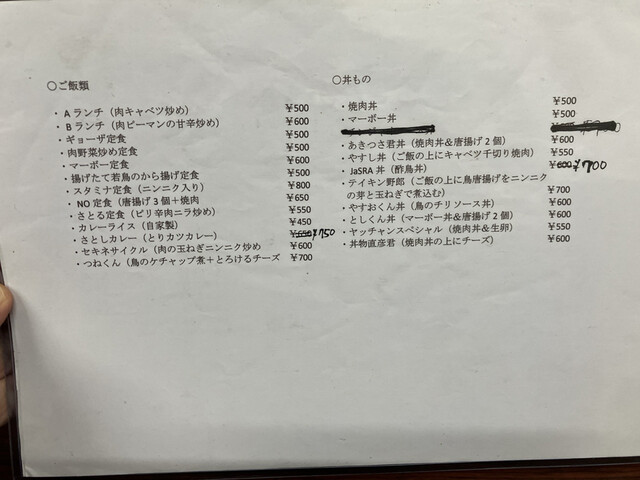 〇ご飯類
・Aランチ（肉キャベツ炒め） ¥500
・Bランチ（肉ピーマンの甘辛炒め） ¥600
・ギョーザ定食 ¥500
・肉野菜炒め定食 ¥500
・マーボー定食 ¥600
・揚げたて若鳥のから揚げ定食 ¥500
・スタミナ定食（ニンニク入り） ¥800
・NO定食（唐揚げ3個＋焼肉 ¥650
・さとる定食（ピリ辛肉ニラ炒め） ¥550
・カレーライス（自家製） ¥450
・さとしカレー（とりカツカレー） ¥650 ¥750
・セキネサイクル（肉の玉ねぎニンニク炒め ¥600
・つねくん（鳥のケチャップ煮＋とろけるチーズ ¥700
〇丼もの
・焼肉丼 ¥500
・マーボー丼 ¥500
・あきつさ君丼（焼肉丼＆唐揚げ2個） ¥600
・やすし丼（ご飯の上にキャベツ千切り焼肉） ¥550
・JaSRA丼（酢鳥丼） ¥600 ¥700
・テイキン野郎（ご飯の上に鳥唐揚げをニンニク
の芽と玉ねぎで煮込む） ¥700
・やすおくん丼（鳥のチリソース丼） ¥600
・としくん丼（マーボー丼＆唐揚げ2個） ¥600
・ヤッチャンスペシャル（焼肉丼＆生卵） ¥550
・丼物直彦君（焼肉丼の上にチーズ） ¥600